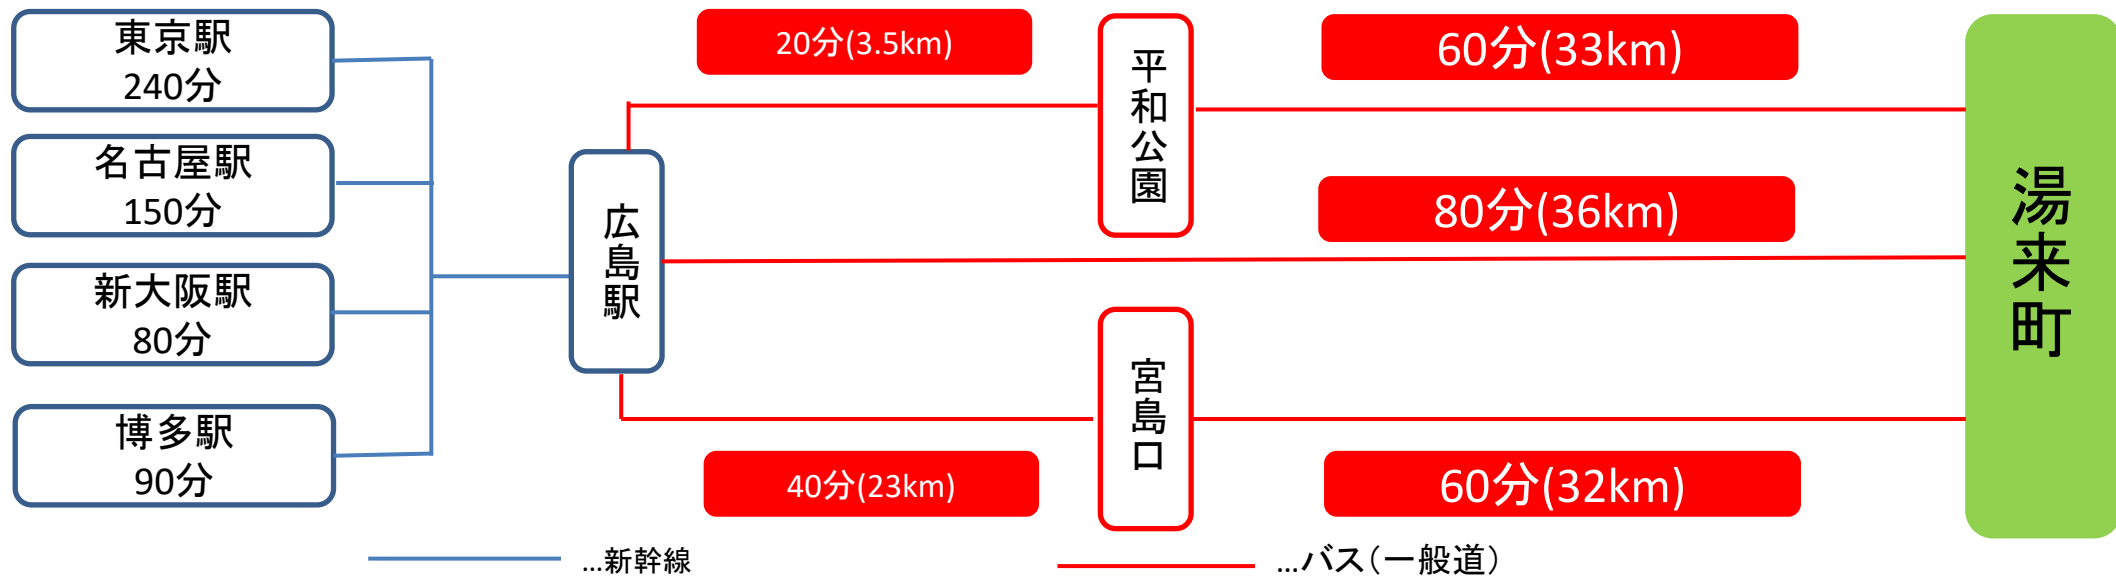 東京駅
240分
名古屋駅
150分
新大阪駅
80分
博多駅
90分
広島駅
20分(3.5km)
平和公園
60分(33km)
80分(36km)
宮島口
40分(23km)
60分(32km)
湯来町
…新幹線
…バス(一般道)